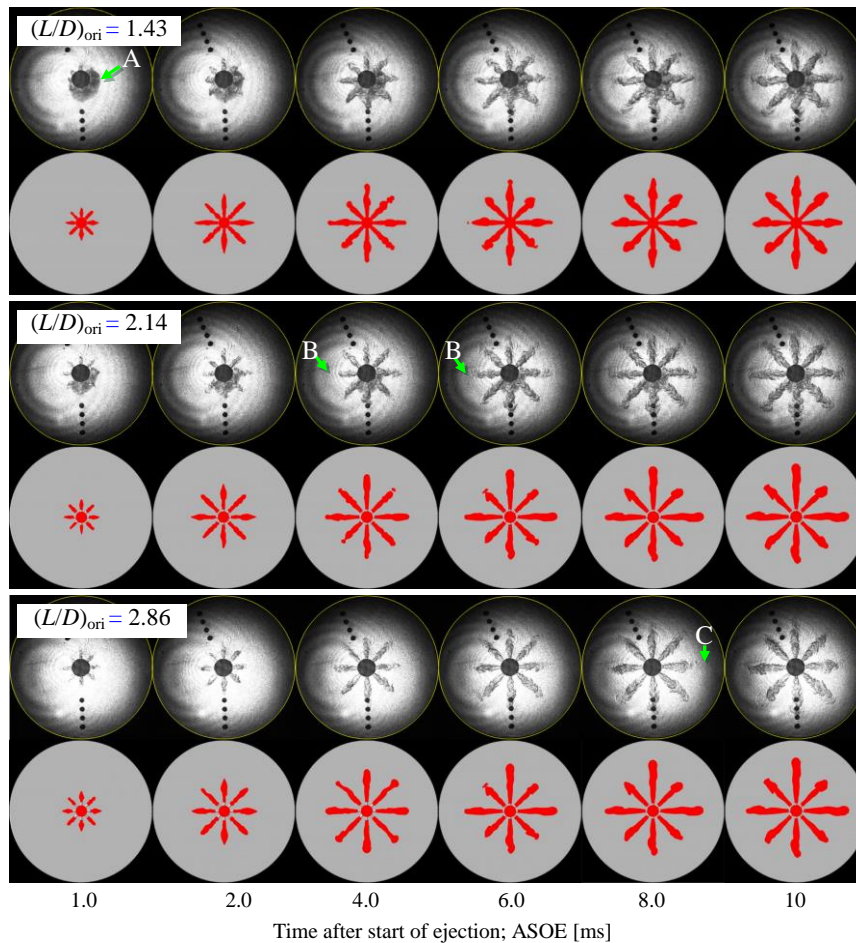 (L/D)ori = 1.43
A
(L/D)ori = 2.14
B
B
(L/D)ori = 2.86
C
1.0 2.0 4.0 6.0 8.0 10
Time after start of ejection; ASOE [ms]